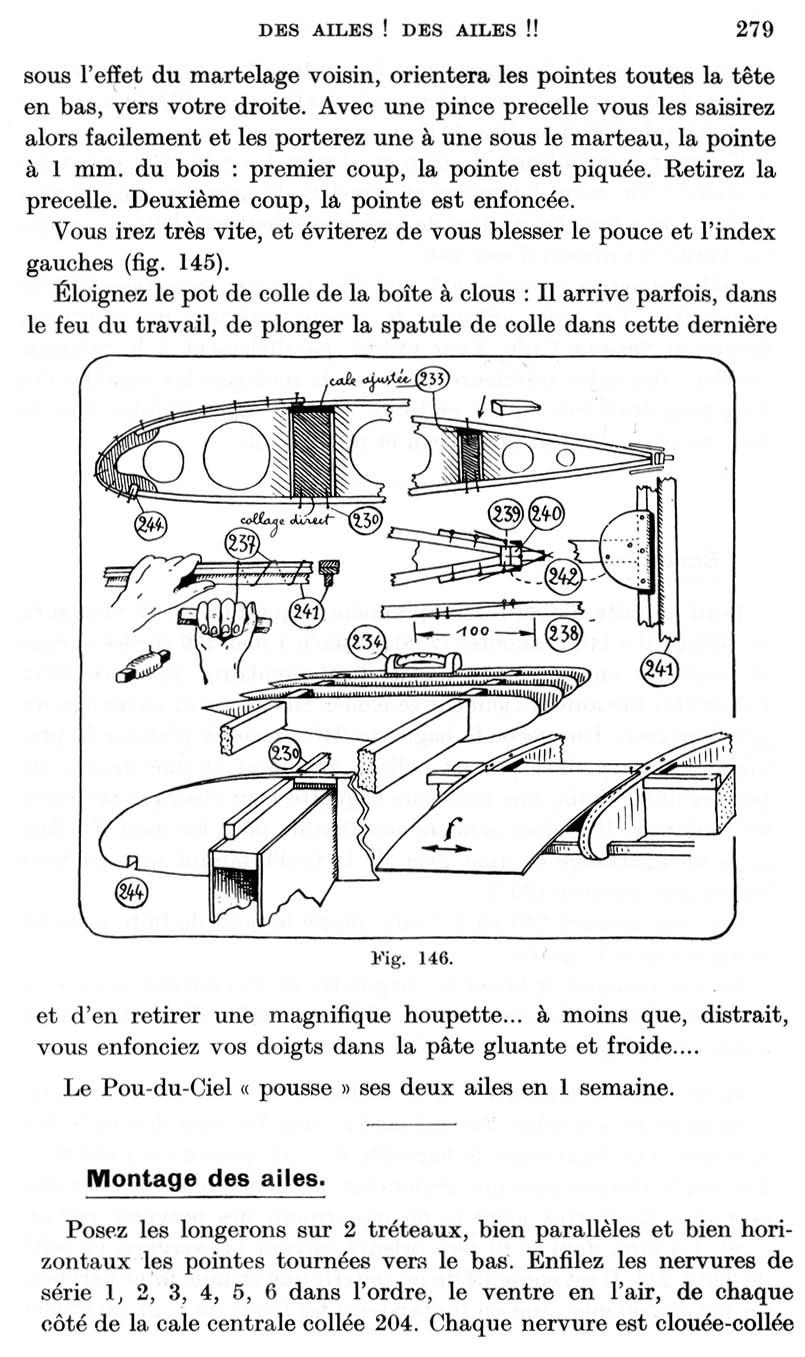 DES AILES ! DES AILES !! 279
sous l'effet du martelage voisin, orientera les pointes toutes la tête
en bas, vers votre droite. Avec une pince precelle vous les saisirez
alors facilement et les porterez une à une sous le marteau, la pointe
à 1 mm. du bois : premier coup, la pointe est piquée. Retirez la
precelle. Deuxième coup, la pointe est enfoncée.
Vous irez très vite, et éviterez de vous blesser le pouce et l'index
gauches (fig. 145).
Éloignez le pot de colle de la boîte à clous : Il arrive parfois, dans
le feu du travail, de plonger la spatule de colle dans cette dernière
cale ajustée 233
244
collage direct 230
239 240
237
242
241
100 238
234
241
230
f
244
Fig. 146.
et d'en retirer une magnifique houpette... à moins que, distrait,
vous enfonciez vos doigts dans la pâte gluante et froide....
Le Pou-du-Ciel « pousse » ses deux ailes en 1 semaine.
Montage des ailes.
Posez les longerons sur 2 tréteaux, bien parallèles et bien hori-
zontaux les pointes tournées vers le bas. Enfilez les nervures de
série 1, 2, 3, 4, 5, 6 dans l'ordre, le ventre en l'air, de chaque
côté de la cale centrale collée 204. Chaque nervure est clouée-collée